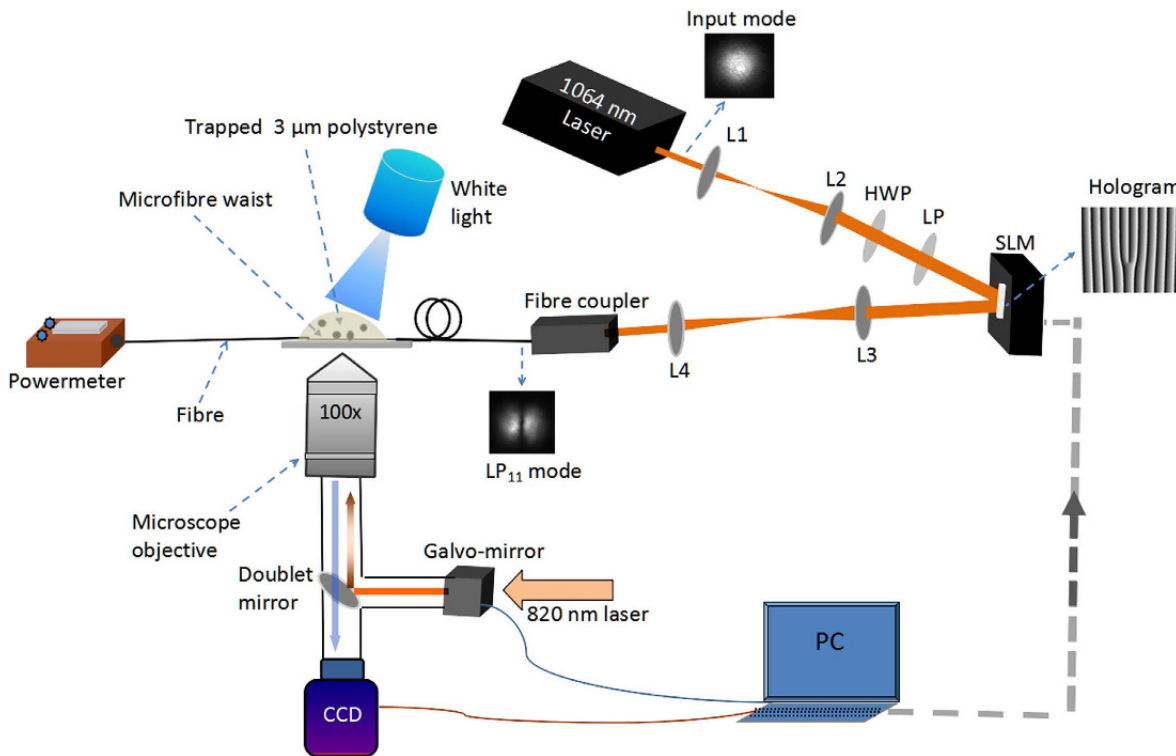 Input mode
1064 nm
Laser
L1
Trapped 3 µm polystyrene
Microfibre waist
White
light
L2
HWP
LP
Hologram
SLM
Fibre coupler
L4
L3
Powermeter
Fibre
100x
LP₁₁ mode
Microscope
objective
Galvo-mirror
Doublet
mirror
820 nm laser
PC
CCD